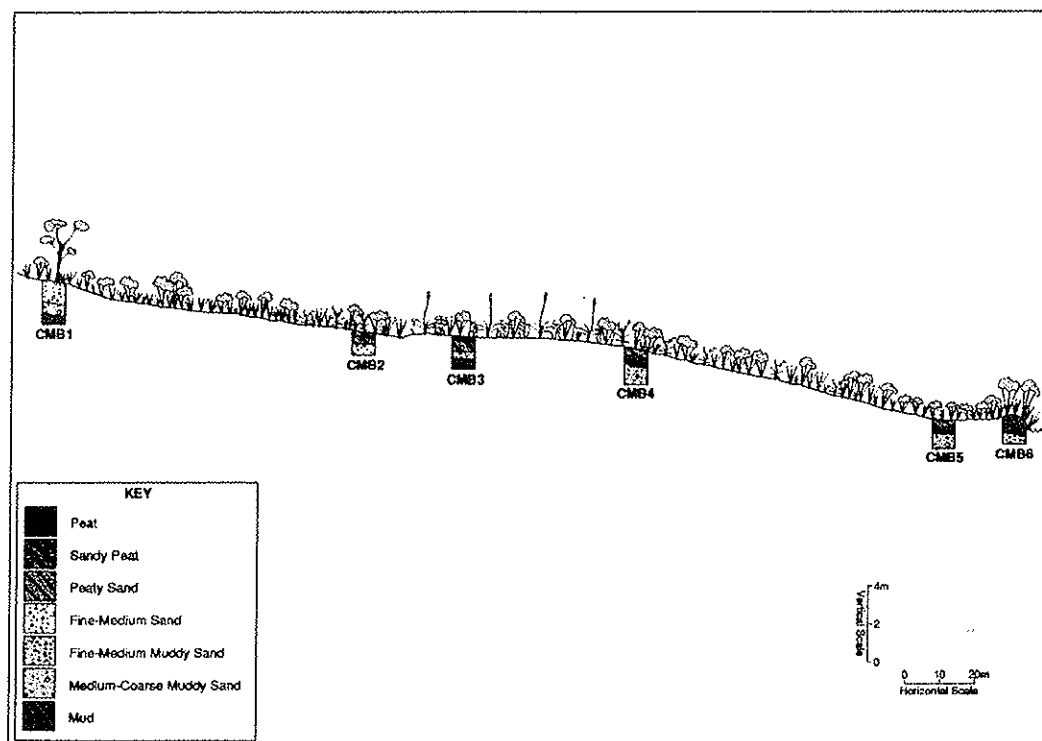 CMB1
CMB2
CMB3
CMB4
CMB5
CMB6
KEY
Peat
Sandy Peat
Peaty Sand
Fine-Medium Sand
Fine-Medium Muddy Sand
Medium-Coarse Muddy Sand
Mud
4m
2
0
Vertical Scale
0 10 20m
Horizontal Scale